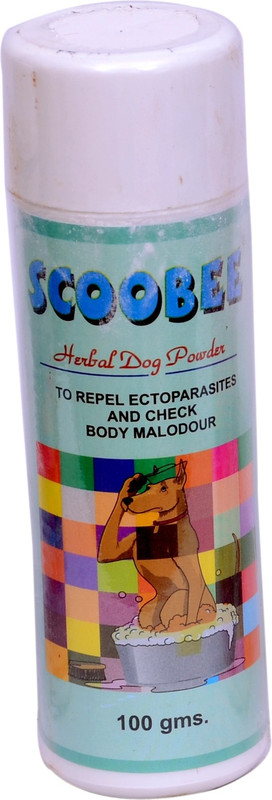 SCOOBEE
Herbal Dog Powder
TO REPEL ECTOPARASITES
AND CHECK
BODY MALODOUR
100 gms.